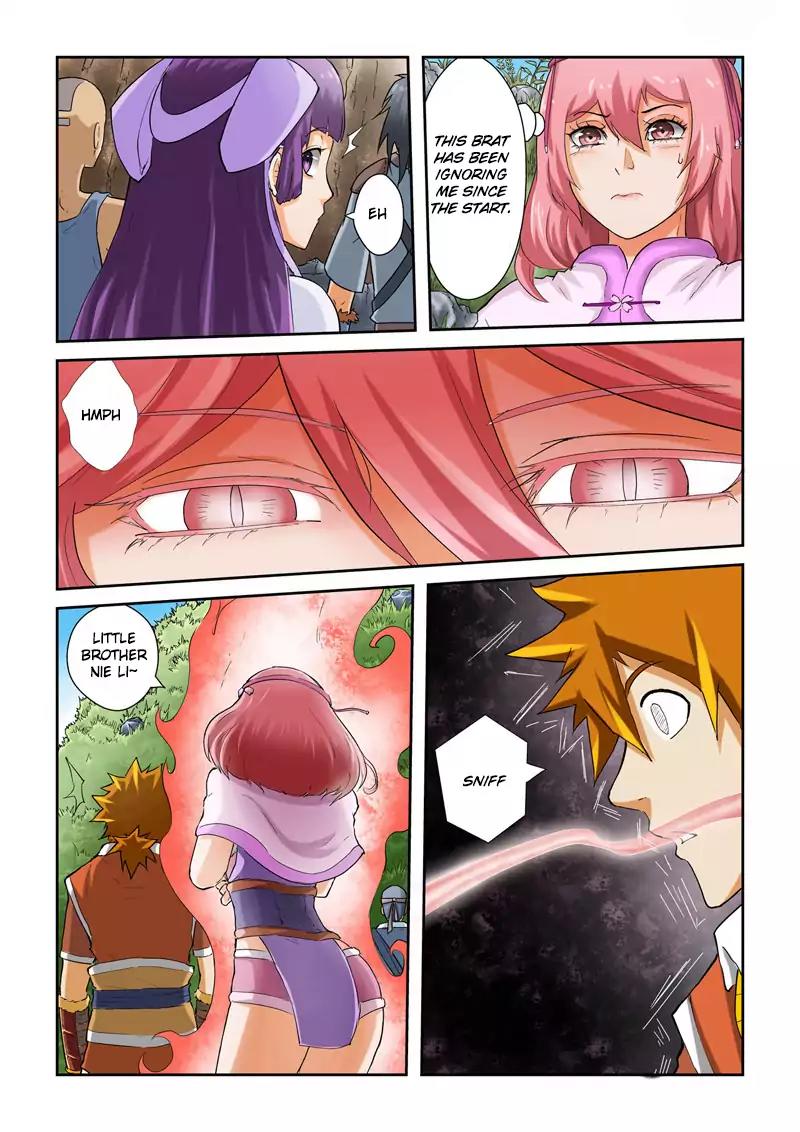 EH
THIS BRAT
HAS BEEN
IGNORING
ME SINCE
THE START.
HMPH
LITTLE
BROTHER
NIE LI~
SNIFF